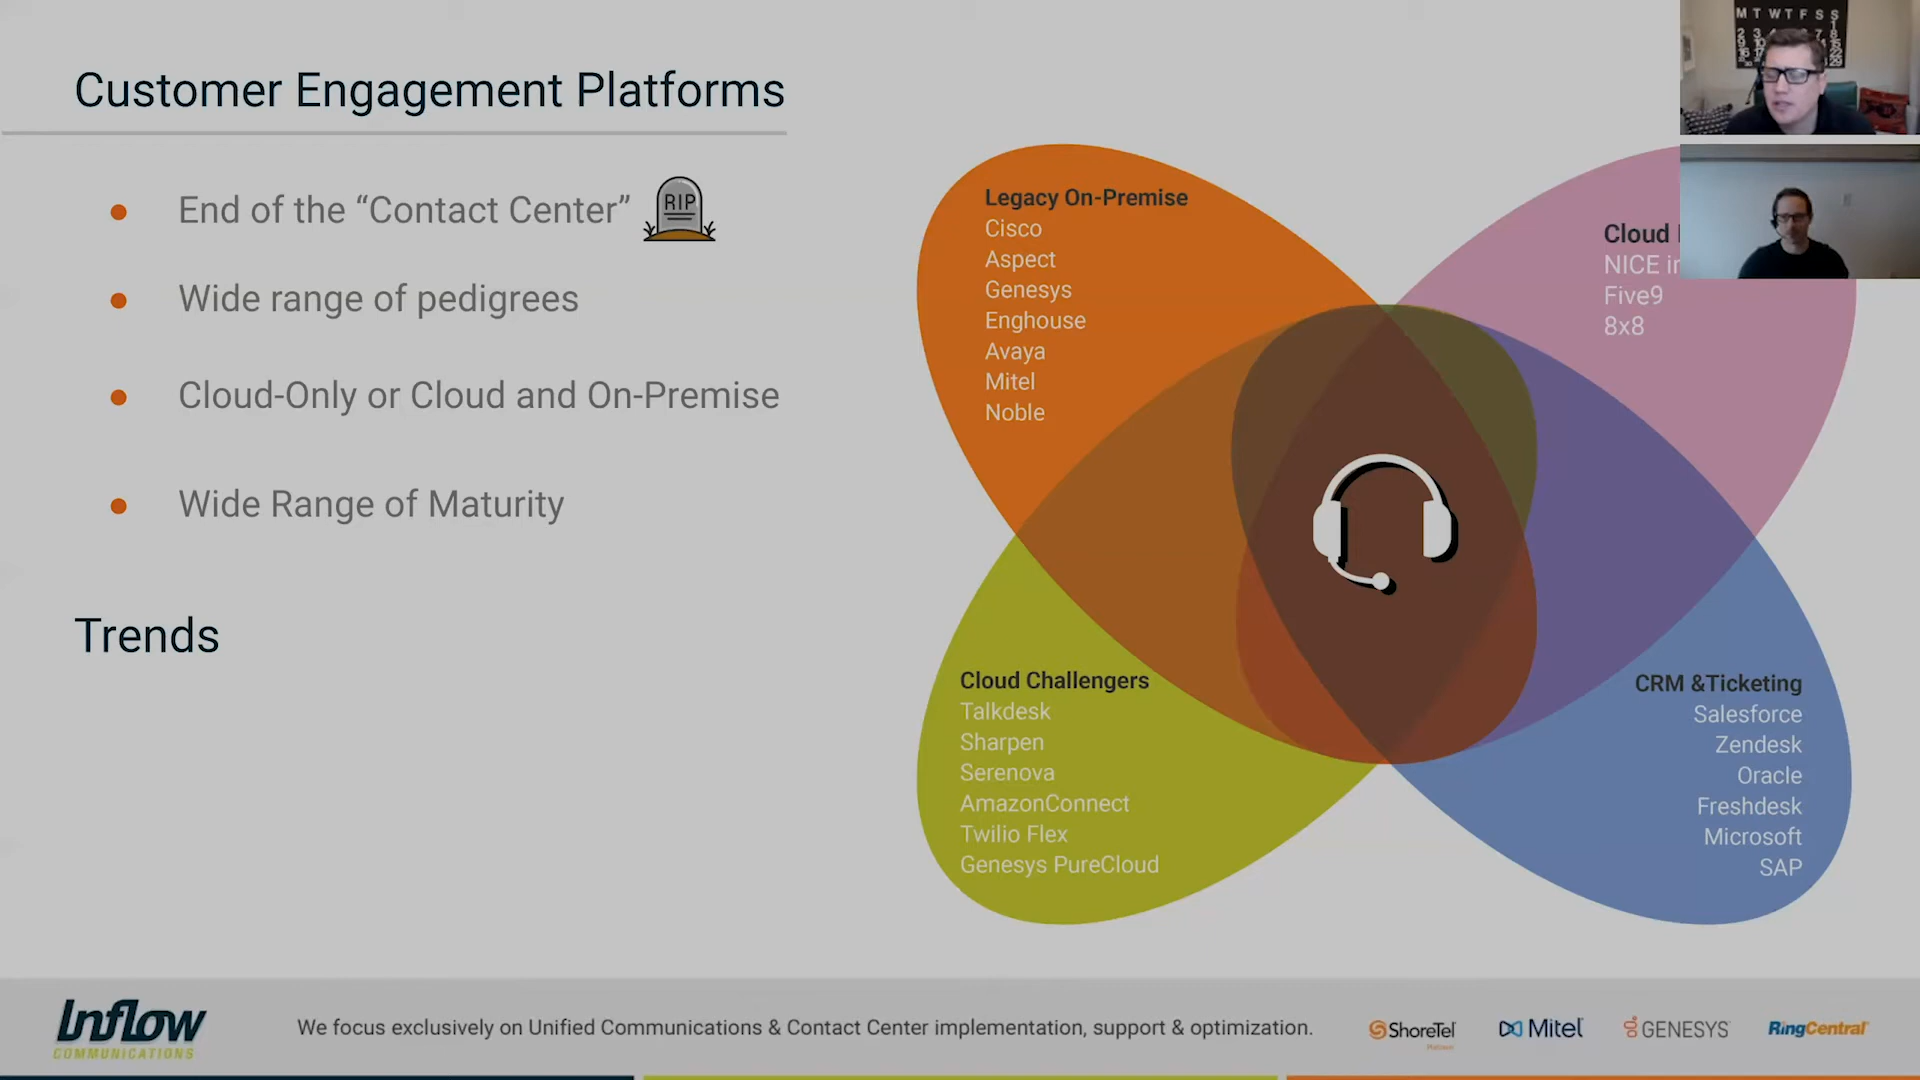 Customer Engagement Platforms
End of the “Contact Center”
RIP
Wide range of pedigrees
Cloud-Only or Cloud and On-Premise
Wide Range of Maturity
Trends
Legacy On-Premise
Cisco
Aspect
Genesys
Enghouse
Avaya
Mitel
Noble
Cloud
NICE
Five9
8x8
Cloud Challengers
Talkdesk
Sharpen
Serenova
AmazonConnect
Twilio Flex
Genesys PureCloud
CRM &Ticketing
Salesforce
Zendesk
Oracle
Freshdesk
Microsoft
SAP
M T W T F S S
Inflow
COMMUNICATIONS
We focus exclusively on Unified Communications & Contact Center implementation, support & optimization.
ShoreTel
Mitel
GENESYS
RingCentral